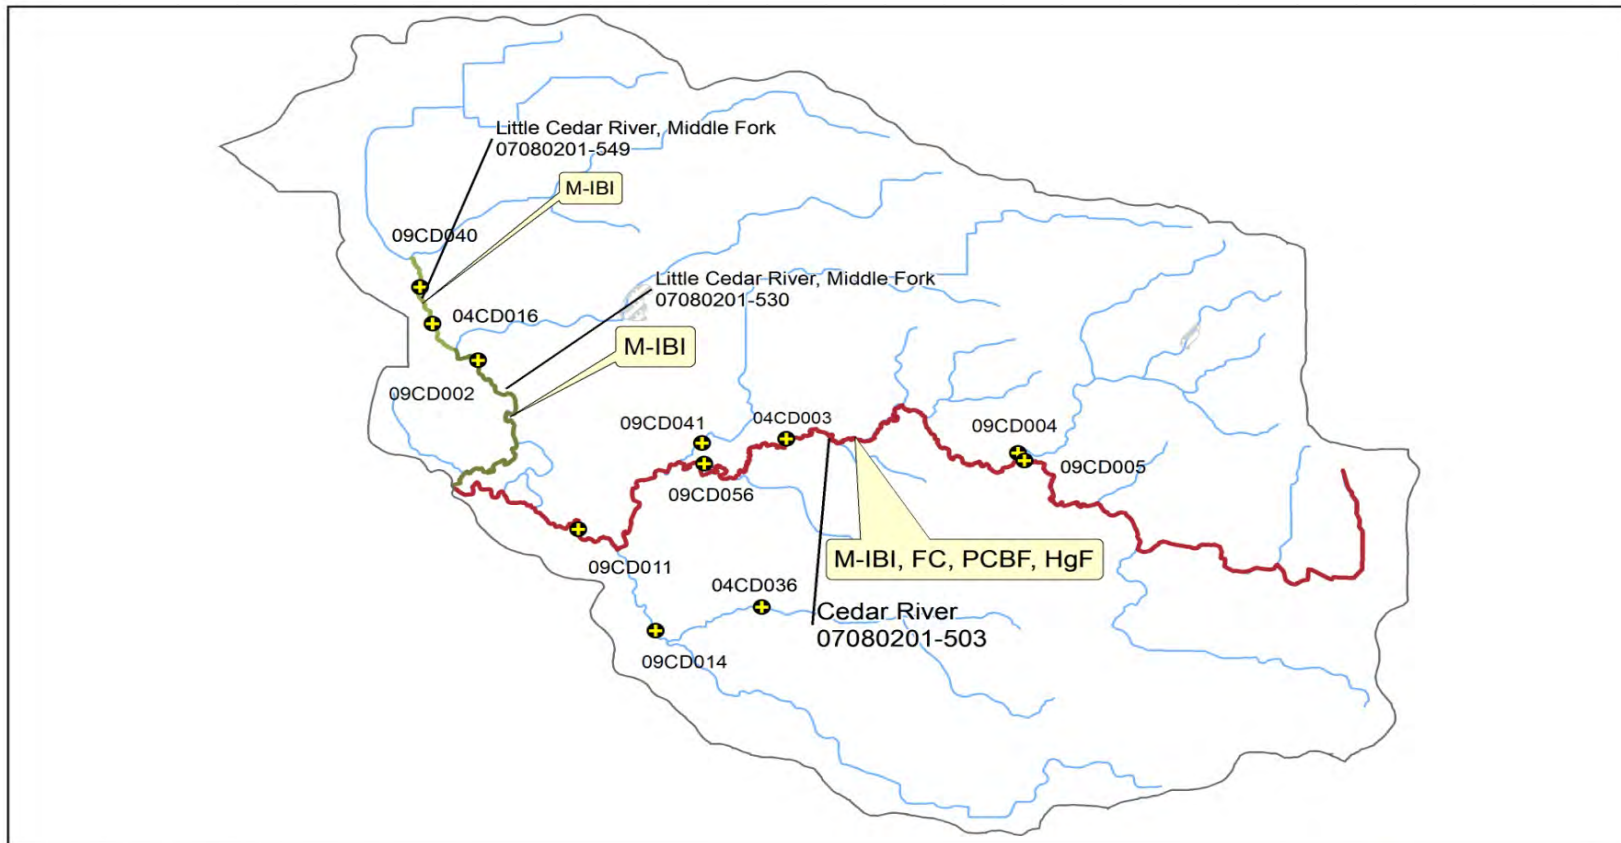 Little Cedar River, Middle Fork
07080201-549
M-IBI
09CD040
Little Cedar River, Middle Fork
07080201-530
04CD016
M-IBI
09CD002
09CD041
04CD003
09CD004
09CD005
09CD056
M-IBI, FC, PCBF, HgF
09CD011
04CD036
Cedar River
07080201-503
09CD014